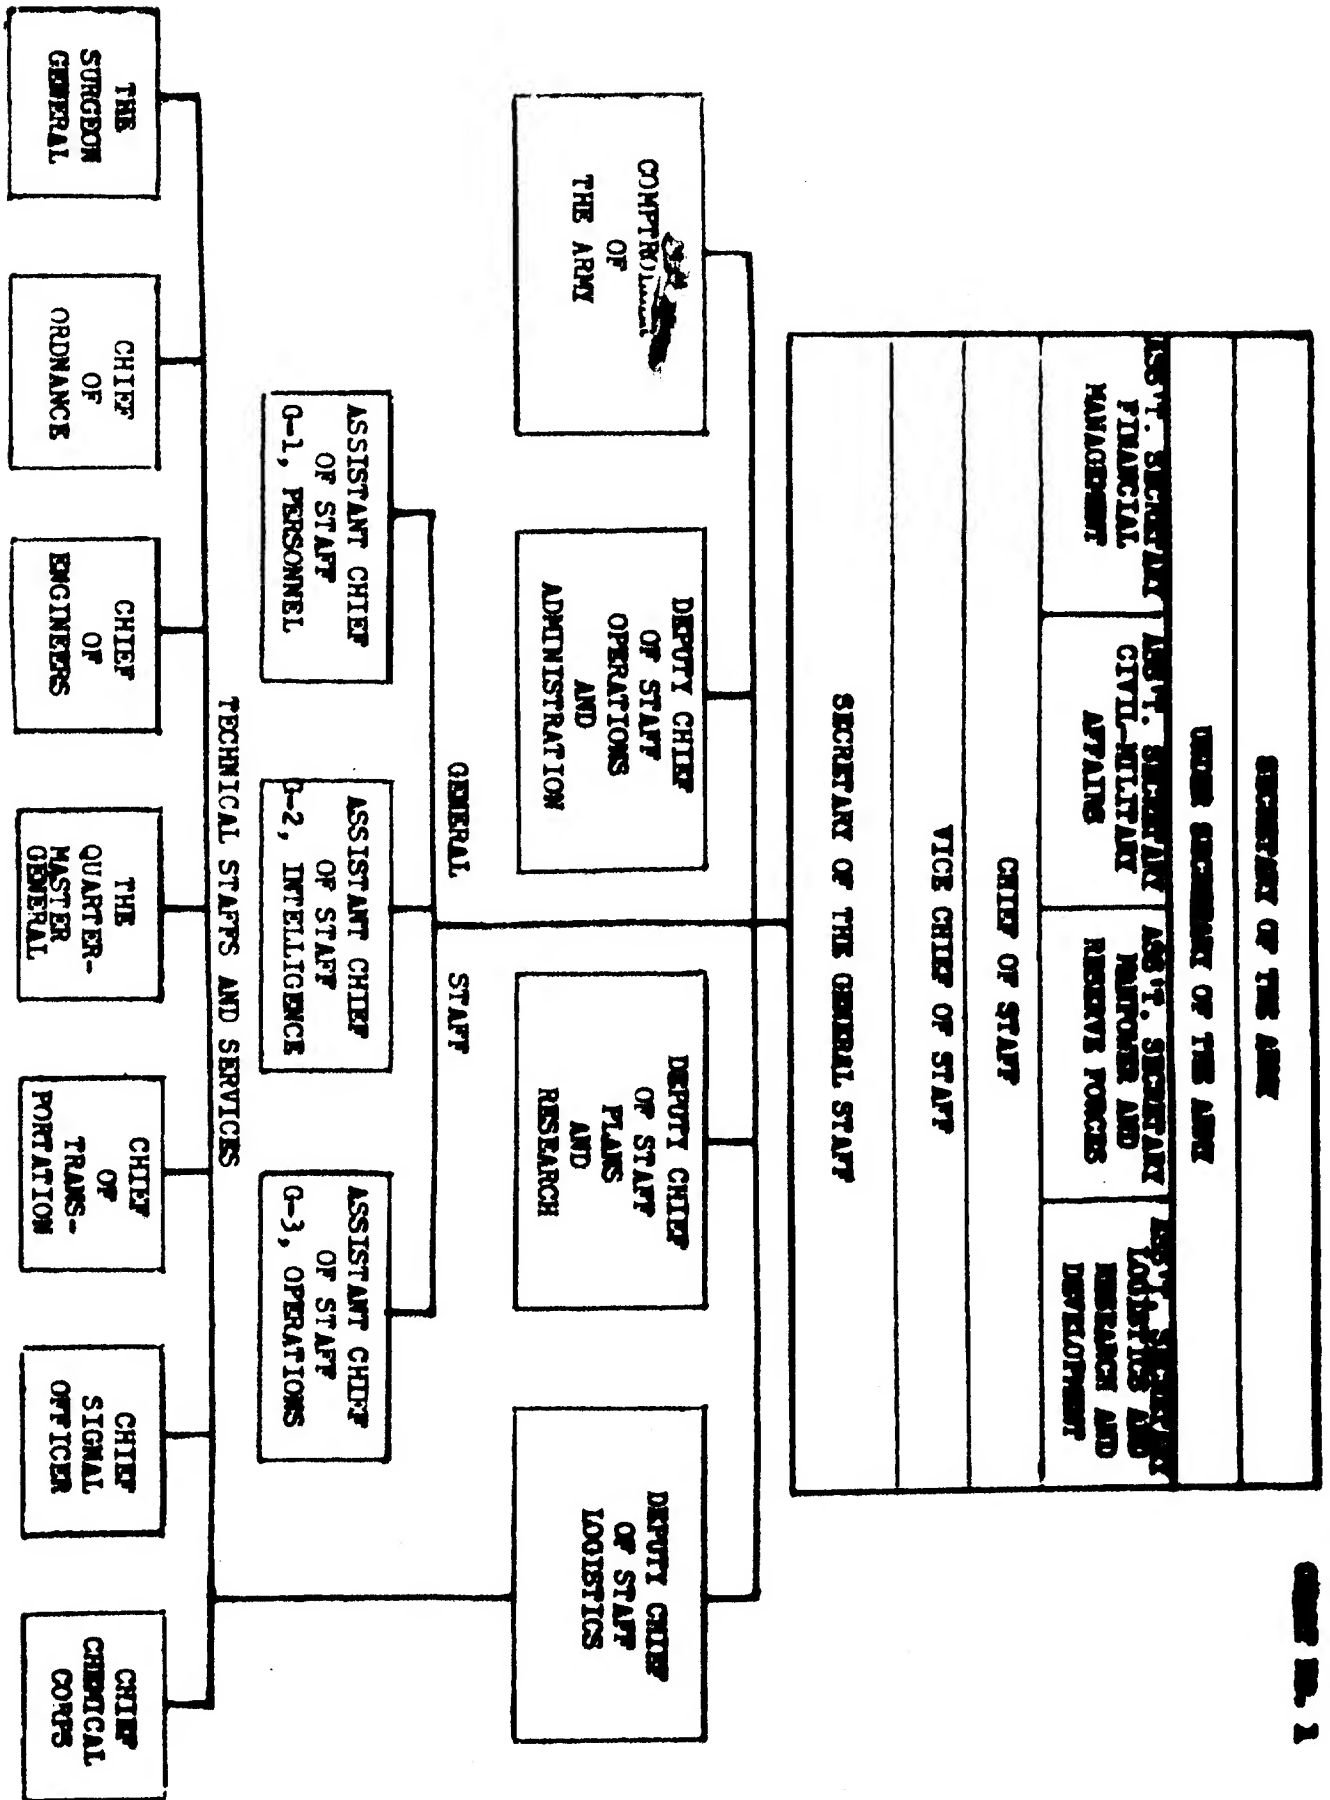 CHART NO. 1
SECRETARY OF THE ARMY
UNDER SECRETARY OF THE ARMY
ASS'T. SECRETARY
FINANCIAL
MANAGEMENT
ASS'T. SECRETARY
CIVIL-MILITARY
AFFAIRS
ASS'T. SECRETARY
MANPOWER AND
RESERVE FORCES
ASS'T. SECRETARY
LOGISTICS AND
RESEARCH AND
DEVELOPMENT
CHIEF OF STAFF
VICE CHIEF OF STAFF
SECRETARY OF THE GENERAL STAFF
OF
THE ARMY
DEPUTY CHIEF
OF STAFF
OPERATIONS
AND
ADMINISTRATION
DEPUTY CHIEF
OF STAFF
PLANS
AND
RESEARCH
DEPUTY CHIEF
OF STAFF
LOGISTICS
GENERAL STAFF
ASSISTANT CHIEF
OF STAFF
G-1, PERSONNEL
ASSISTANT CHIEF
OF STAFF
G-2, INTELLIGENCE
ASSISTANT CHIEF
OF STAFF
G-3, OPERATIONS
TECHNICAL STAFFS AND SERVICES
THE
SURGEON
GENERAL
CHIEF
OF
ORDNANCE
CHIEF
OF
ENGINEERS
THE
QUARTER-
MASTER
GENERAL
CHIEF
OF
TRANS-
PORTATION
CHIEF
SIGNAL
OFFICER
CHIEF
CHEMICAL
CORPS